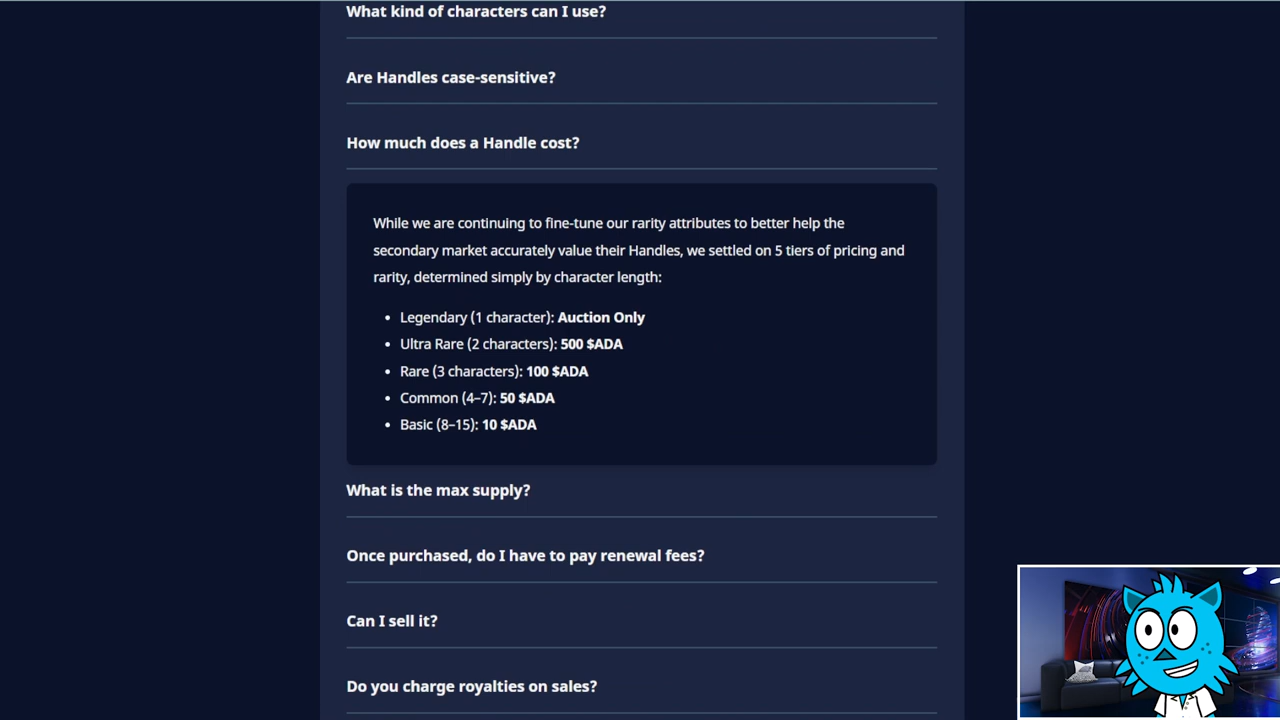 What kind of characters can I use?
Are Handles case-sensitive?
How much does a Handle cost?
While we are continuing to fine-tune our rarity attributes to better help the
secondary market accurately value their Handles, we settled on 5 tiers of pricing and
rarity, determined simply by character length:
• Legendary (1 character): Auction Only
• Ultra Rare (2 characters): 500 $ADA
• Rare (3 characters): 100 $ADA
• Common (4–7): 50 $ADA
• Basic (8–15): 10 $ADA
What is the max supply?
Once purchased, do I have to pay renewal fees?
Can I sell it?
Do you charge royalties on sales?